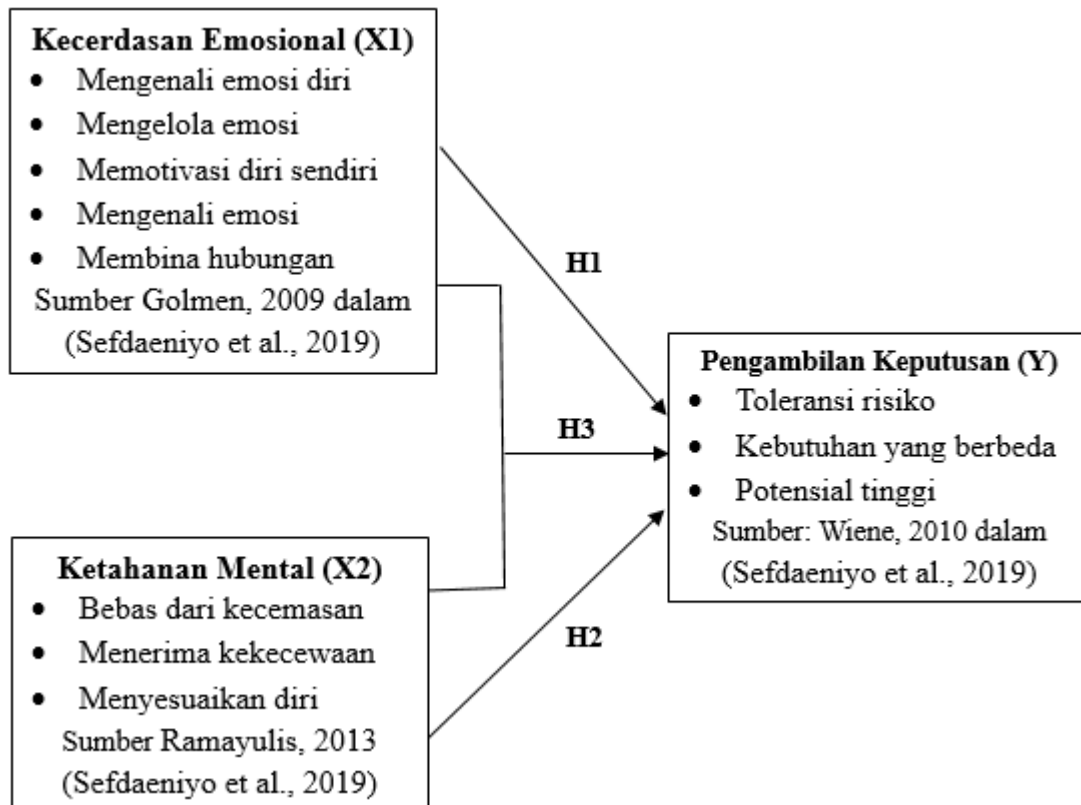 Kecerdasan Emosional (X1)
• Mengenali emosi diri
• Mengelola emosi
• Memotivasi diri sendiri
• Mengenali emosi
• Membina hubungan
Sumber Golmen, 2009 dalam
(Sefdaeniyo et al., 2019)
H1
H3
Pengambilan Keputusan (Y)
• Toleransi risiko
• Kebutuhan yang berbeda
• Potensial tinggi
Sumber: Wiene, 2010 dalam
(Sefdaeniyo et al., 2019)
Ketahanan Mental (X2)
• Bebas dari kecemasan
• Menerima kekecewaan
• Menyesuaikan diri
Sumber Ramayulis, 2013
(Sefdaeniyo et al., 2019)
H2